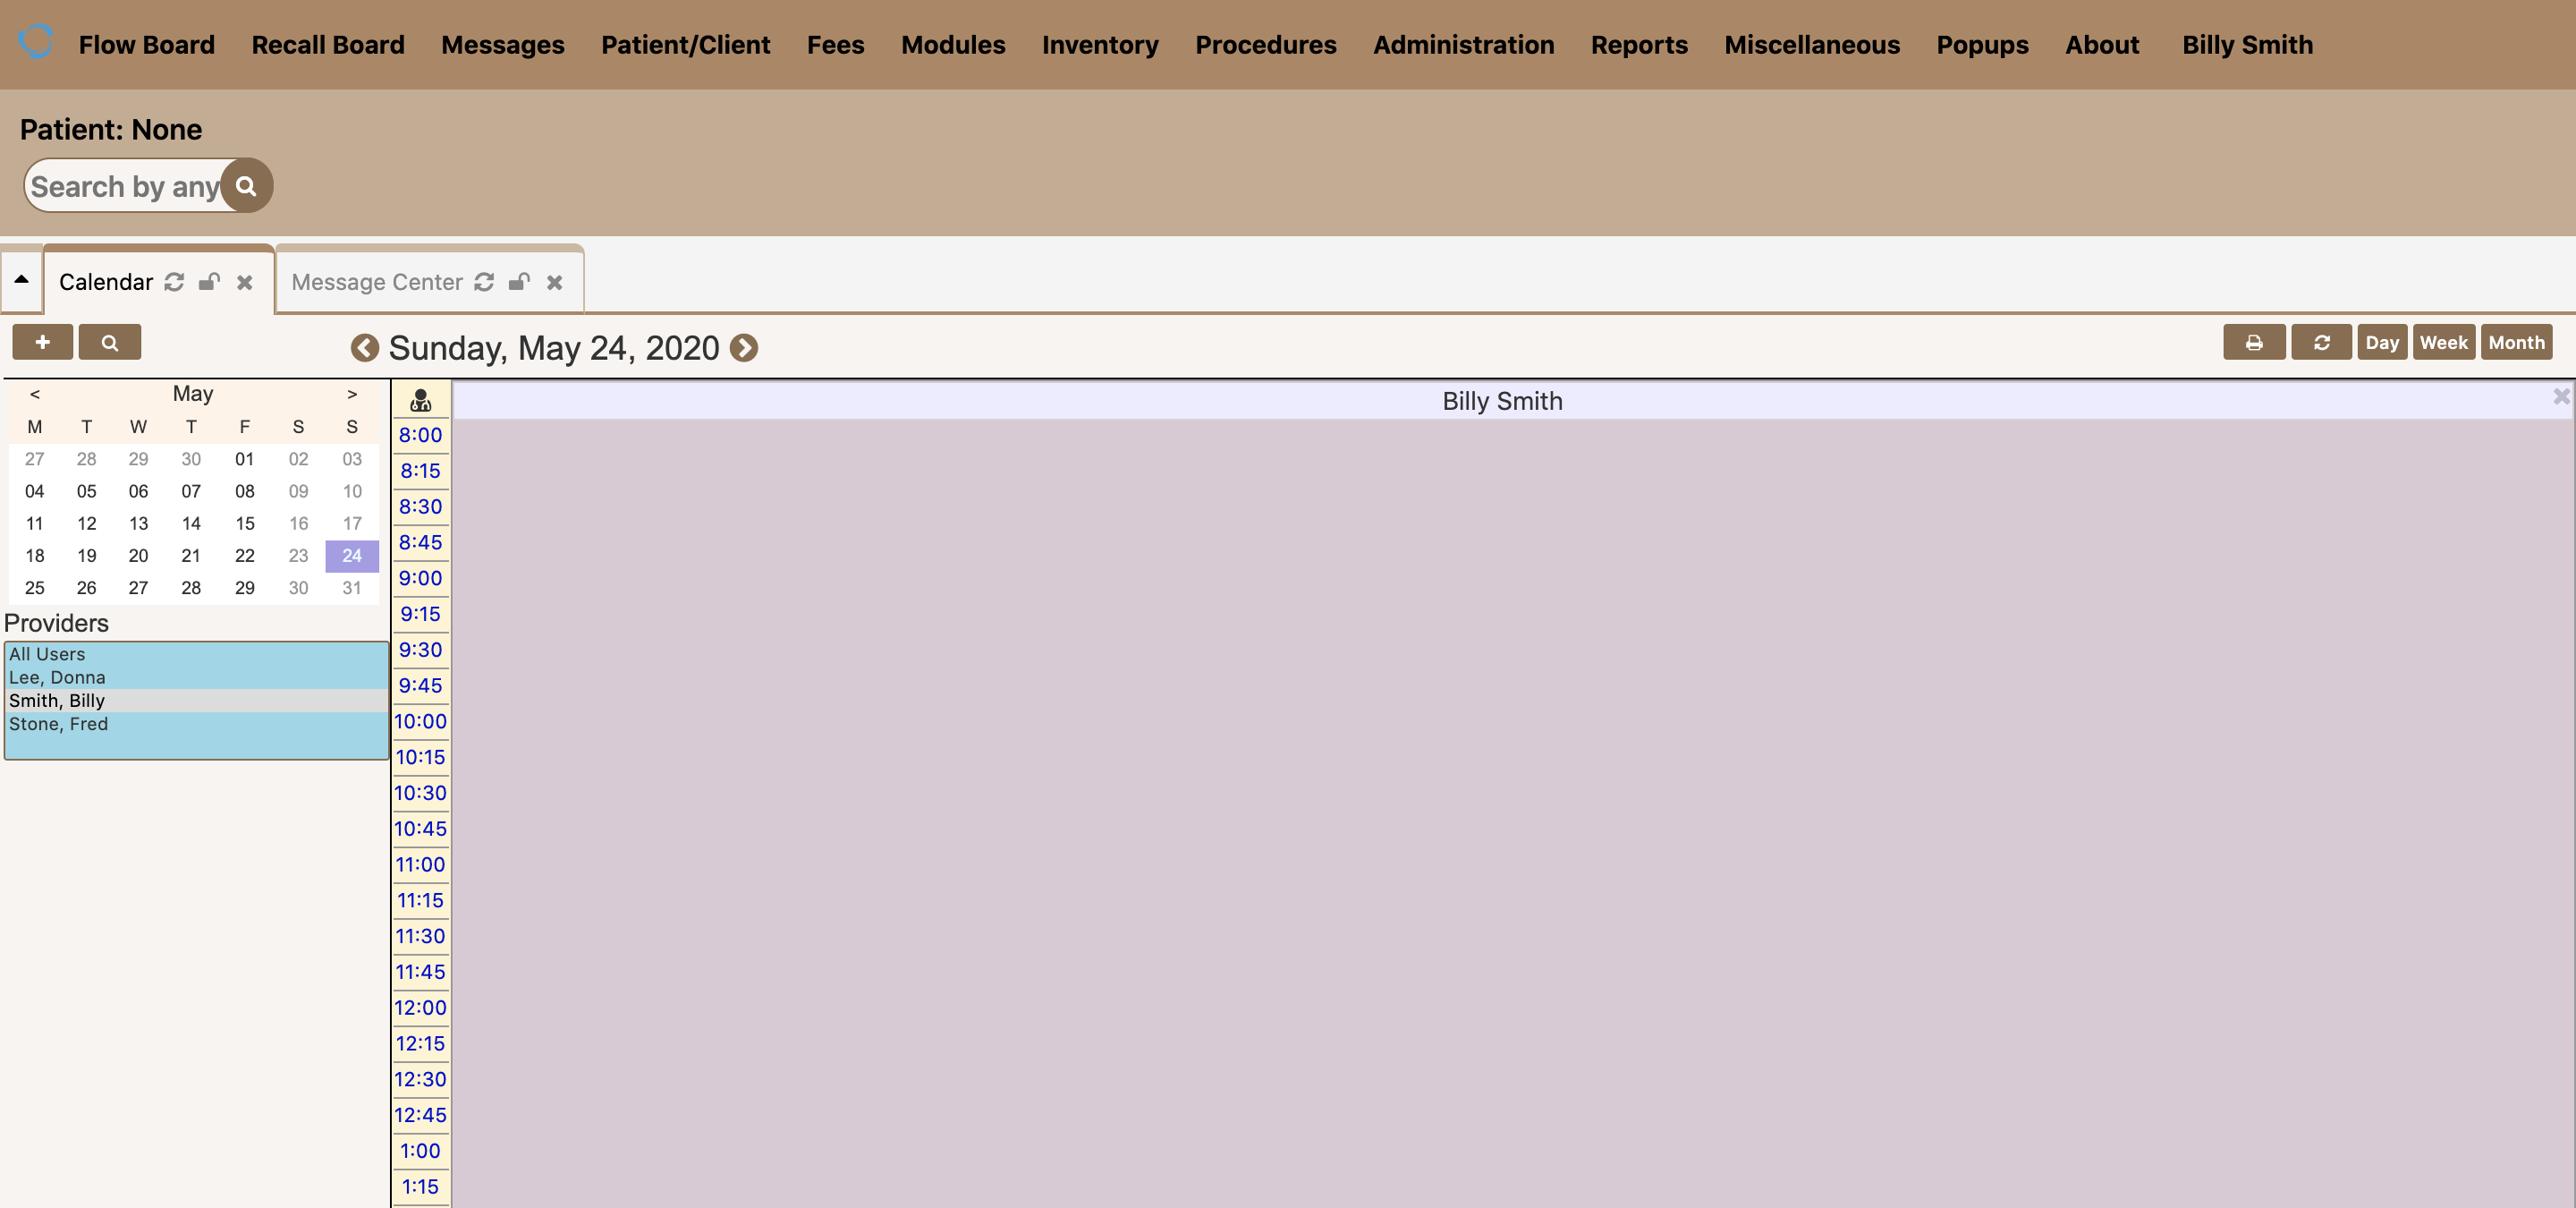 Flow Board Recall Board Messages Patient/Client Fees Modules Inventory Procedures Administration Reports Miscellaneous Popups About Billy Smith
Patient: None
Search by any
Calendar Message Center
Sunday, May 24, 2020 Day Week Month
< May >
M T W T F S S
27 28 29 30 01 02 03
04 05 06 07 08 09 10
11 12 13 14 15 16 17
18 19 20 21 22 23 24
25 26 27 28 29 30 31
Providers
All Users
Lee, Donna
Smith, Billy
Stone, Fred
Billy Smith
8:00
8:15
8:30
8:45
9:00
9:15
9:30
9:45
10:00
10:15
10:30
10:45
11:00
11:15
11:30
11:45
12:00
12:15
12:30
12:45
1:00
1:15